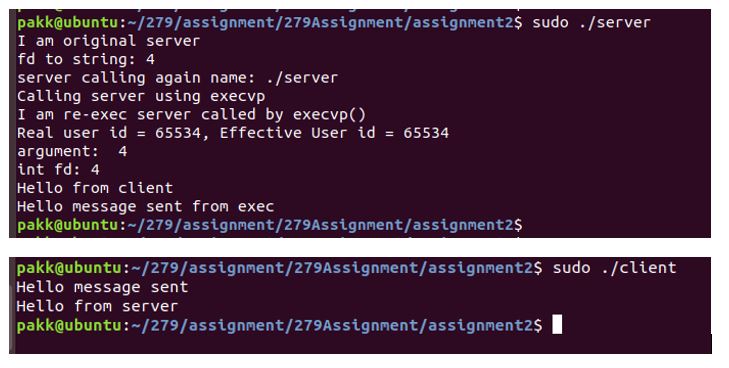 pakk@ubuntu:~/279/assignment/279Assignment/assignment2$ sudo ./server
I am original server
fd to string: 4
server calling again name: ./server
Calling server using execvp
I am re-exec server called by execvp()
Real user id = 65534, Effective User id = 65534
argument:  4
int fd: 4
Hello from client
Hello message sent from exec
pakk@ubuntu:~/279/assignment/279Assignment/assignment2$
pakk@ubuntu:~/279/assignment/279Assignment/assignment2$ sudo ./client
Hello message sent
Hello from server
pakk@ubuntu:~/279/assignment/279Assignment/assignment2$